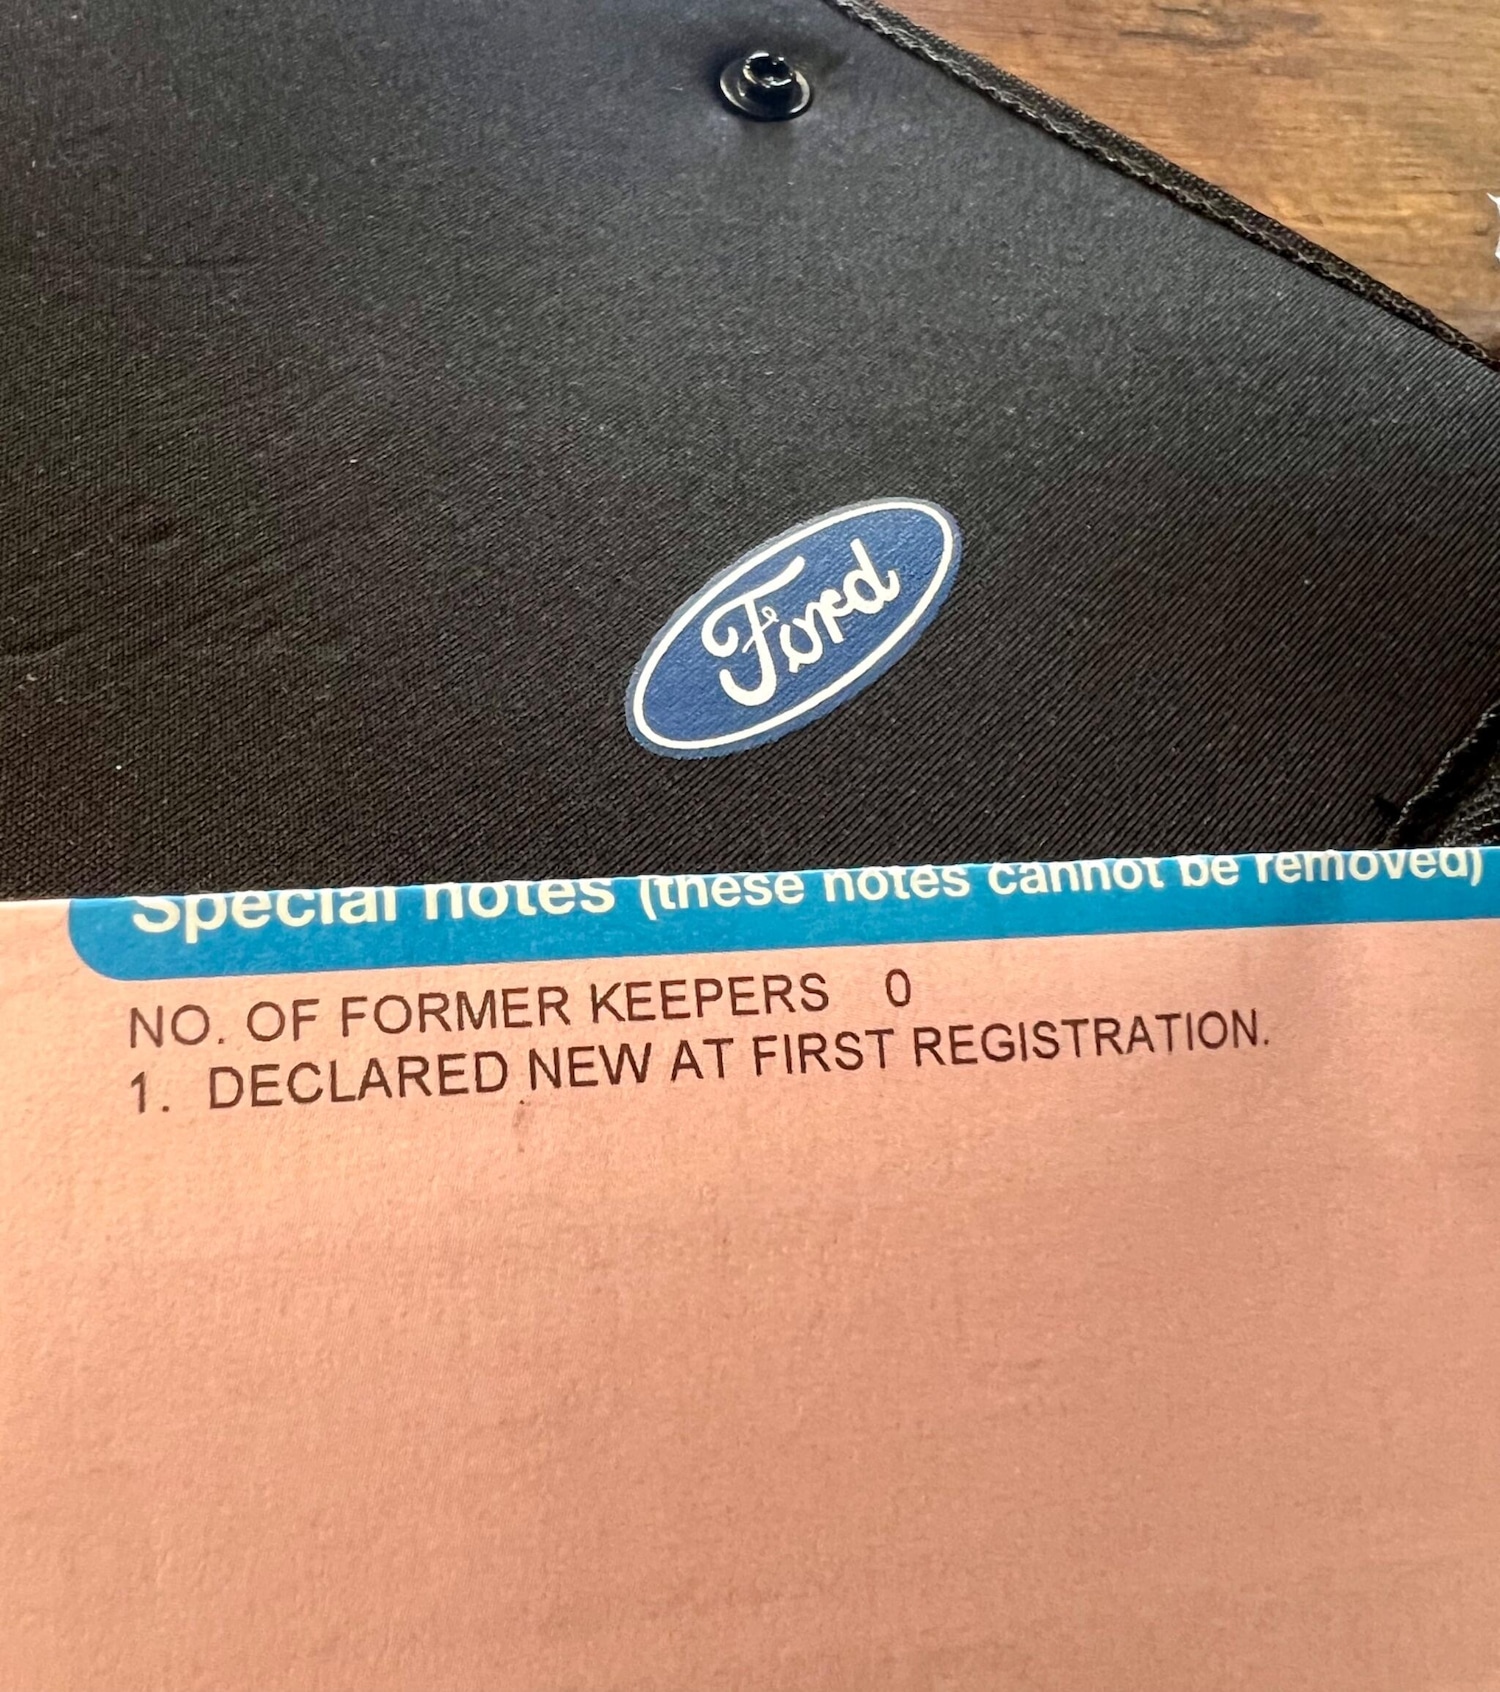 Ford
Special notes (these notes cannot be removed)
NO. OF FORMER KEEPERS 0
1. DECLARED NEW AT FIRST REGISTRATION.